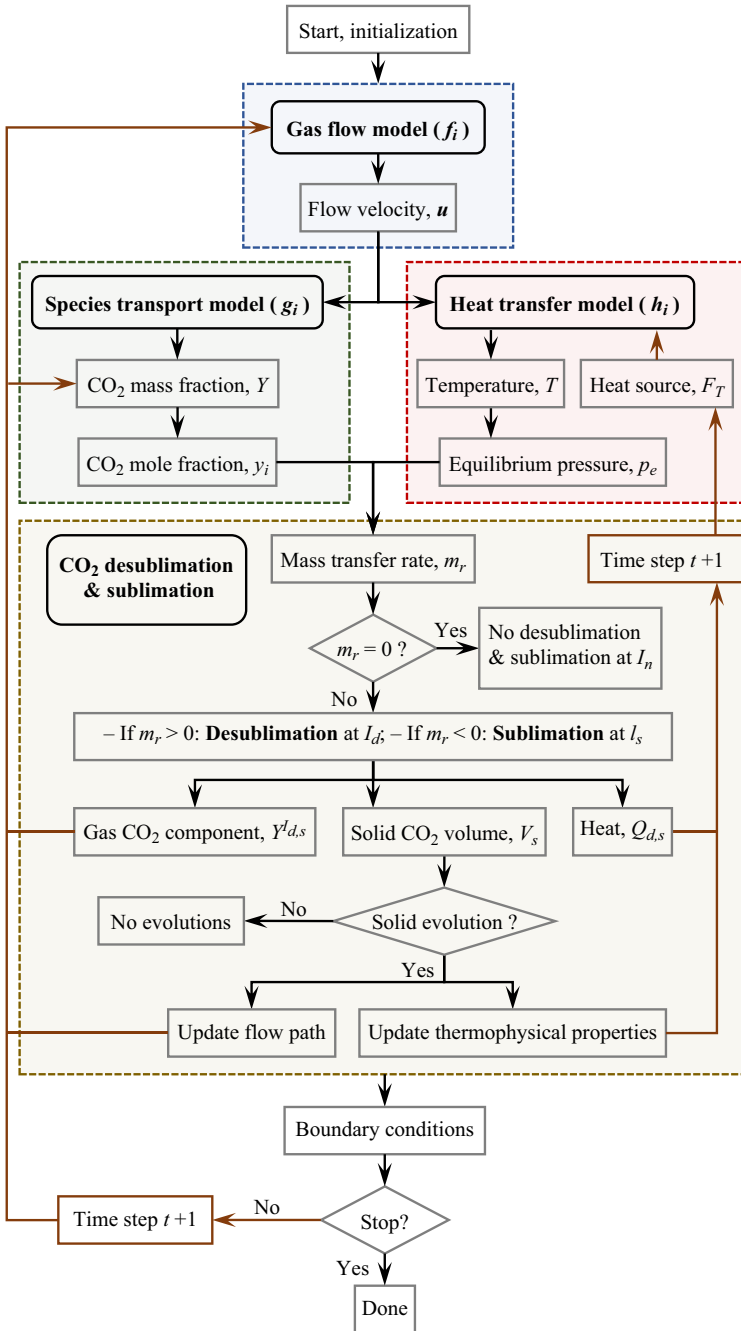 Start, initialization
Gas flow model ( f_i )
Flow velocity, u
Species transport model ( g_i )
Heat transfer model ( h_i )
CO₂ mass fraction, Y
Temperature, T
Heat source, F_T
CO₂ mole fraction, y_i
Equilibrium pressure, p_e
CO₂ desublimation
& sublimation
Mass transfer rate, m_r
Time step t +1
m_r = 0 ?
Yes
No desublimation
& sublimation at I_n
No
– If m_r > 0: Desublimation at I_d; – If m_r < 0: Sublimation at l_s
Gas CO₂ component, Y^I_d,s
Solid CO₂ volume, V_s
Heat, Q_d,s
No evolutions
No
Solid evolution ?
Yes
Update flow path
Update thermophysical properties
Boundary conditions
Time step t +1
No
Stop?
Yes
Done